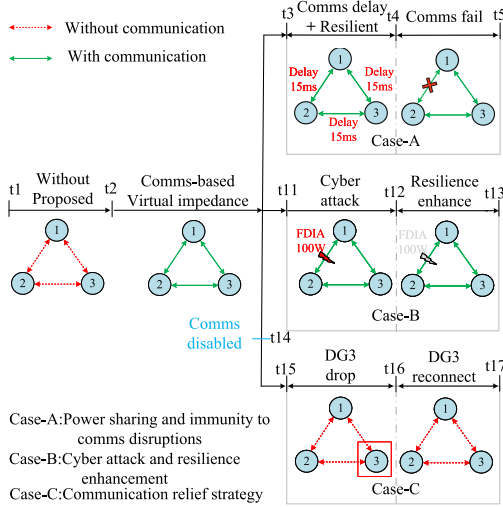 Without communication
With communication
t3
Comms delay
+ Resilient
t4
Comms fail
t5
1
2
3
Delay
15ms
Delay
15ms
Delay
15ms
1
2
3
Case-A
t1
Without
Proposed
t2
Comms-based
Virtual impedance
1
2
3
1
2
3
t11
Cyber
attack
t12
Resilience
enhance
t13
FDIA
100W
1
2
3
FDIA
100W
1
2
3
Case-B
Comms
disabled
t14
t15
DG3
drop
t16
DG3
reconnect
t17
1
2
3
1
2
3
Case-C
Case-A:Power sharing and immunity to
comms disruptions
Case-B:Cyber attack and resilience
enhancement
Case-C:Communication relief strategy